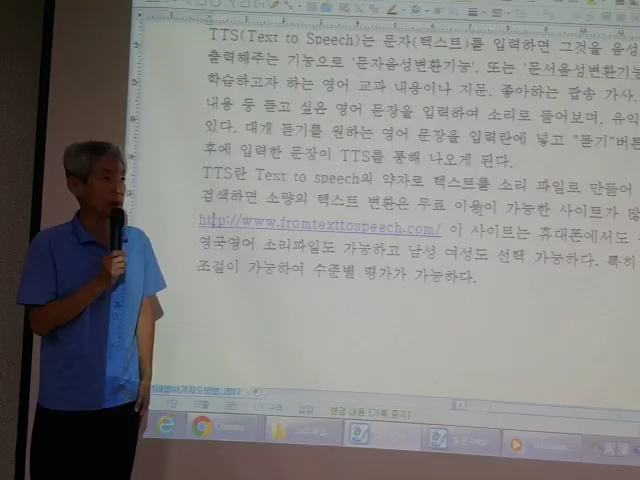 TTS(Text to Speech)는 문자(텍스트)를 입력하면 그것을 음성
출력해주는 기능으로 '문자음성변환기능', 또는 '문서음성변환기능
학습하고자 하는 영어 교과 내용이나 지문, 좋아하는 팝송 가사,
내용 등 듣고 싶은 영어 문장을 입력하여 소리로 들어보며, 유익
있다. 대개 듣기를 원하는 영어 문장을 입력란에 넣고 "듣기"버튼
후에 입력한 문장이 TTS를 통해 나오게 된다.
TTS란 Text to speech의 약자로 텍스트를 소리 파일로 만들어
검색하면 소량의 텍스트 변환은 무료 이용이 가능한 사이트가 많
http://www.fromtexttospeech.com/ 이 사이트는 휴대폰에서도
영국영어 소리파일도 가능하고 남성 여성도 선택 가능하다. 특히
조절이 가능하여 수준별 평가가 가능하다.
변경 내용 [기록 중지]
Chrome